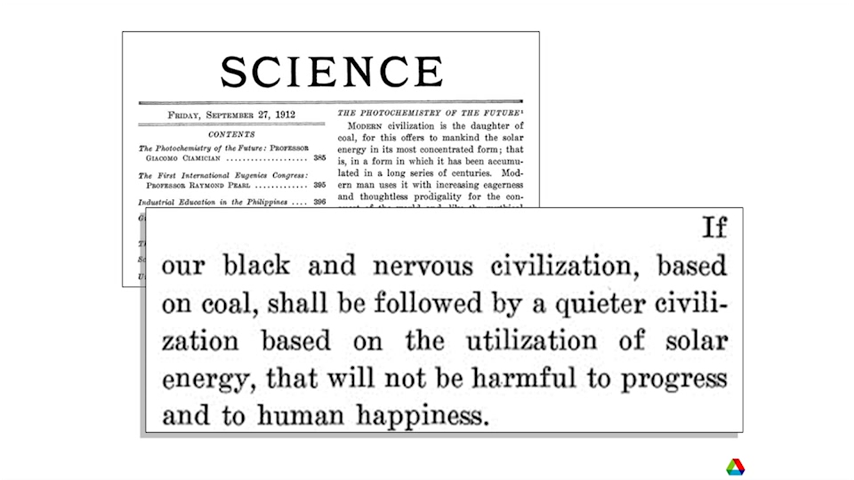 SCIENCE
FRIDAY, SEPTEMBER 27, 1912
CONTENTS
The Photochemistry of the Future: PROFESSOR
GIACOMO CIAMICIAN .................... 385
The First International Eugenics Congress:
PROFESSOR RAYMOND PEARL ............. 395
Industrial Education in the Philippines .... 396
THE PHOTOCHEMISTRY OF THE FUTURE¹
MODERN civilization is the daughter of
coal, for this offers to mankind the solar
energy in its most concentrated form; that
is, in a form in which it has been accumu-
lated in a long series of centuries. Mod-
ern man uses it with increasing eagerness
and thoughtless prodigality for the con-
If
our black and nervous civilization, based
on coal, shall be followed by a quieter civili-
zation based on the utilization of solar
energy, that will not be harmful to progress
and to human happiness.